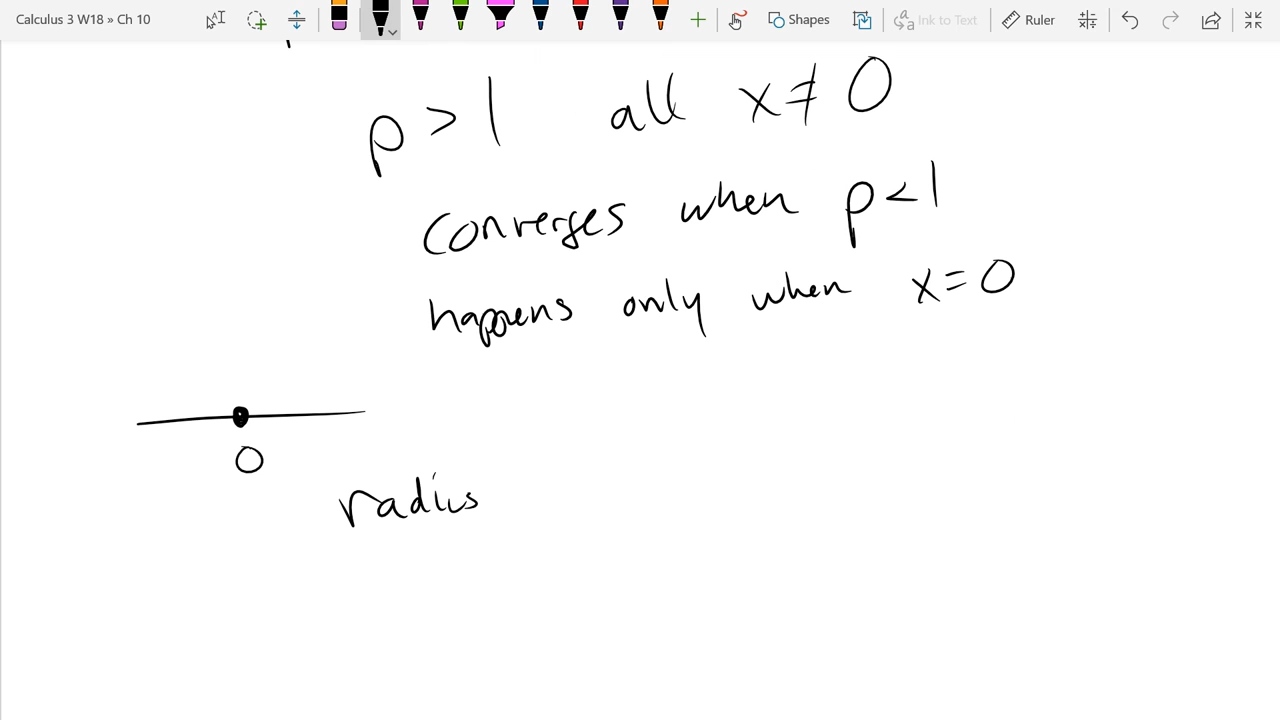 Calculus 3 W18 » Ch 10
Shapes
Ink to Text
Ruler
ρ > 1 all x ≠ 0
Converges when ρ < 1
happens only when x = 0
0
radius